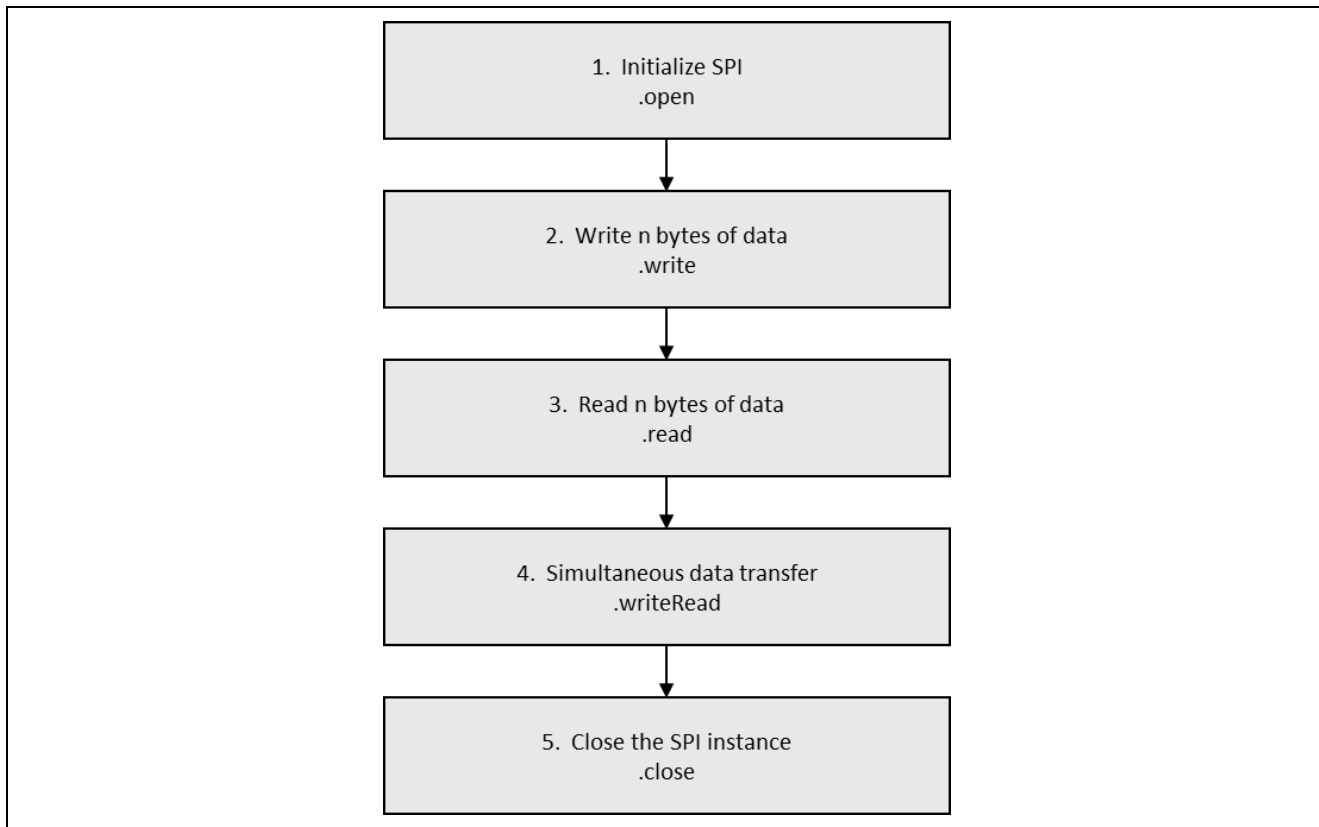 1. Initialize SPI
.open
2. Write n bytes of data
.write
3. Read n bytes of data
.read
4. Simultaneous data transfer
.writeRead
5. Close the SPI instance
.close